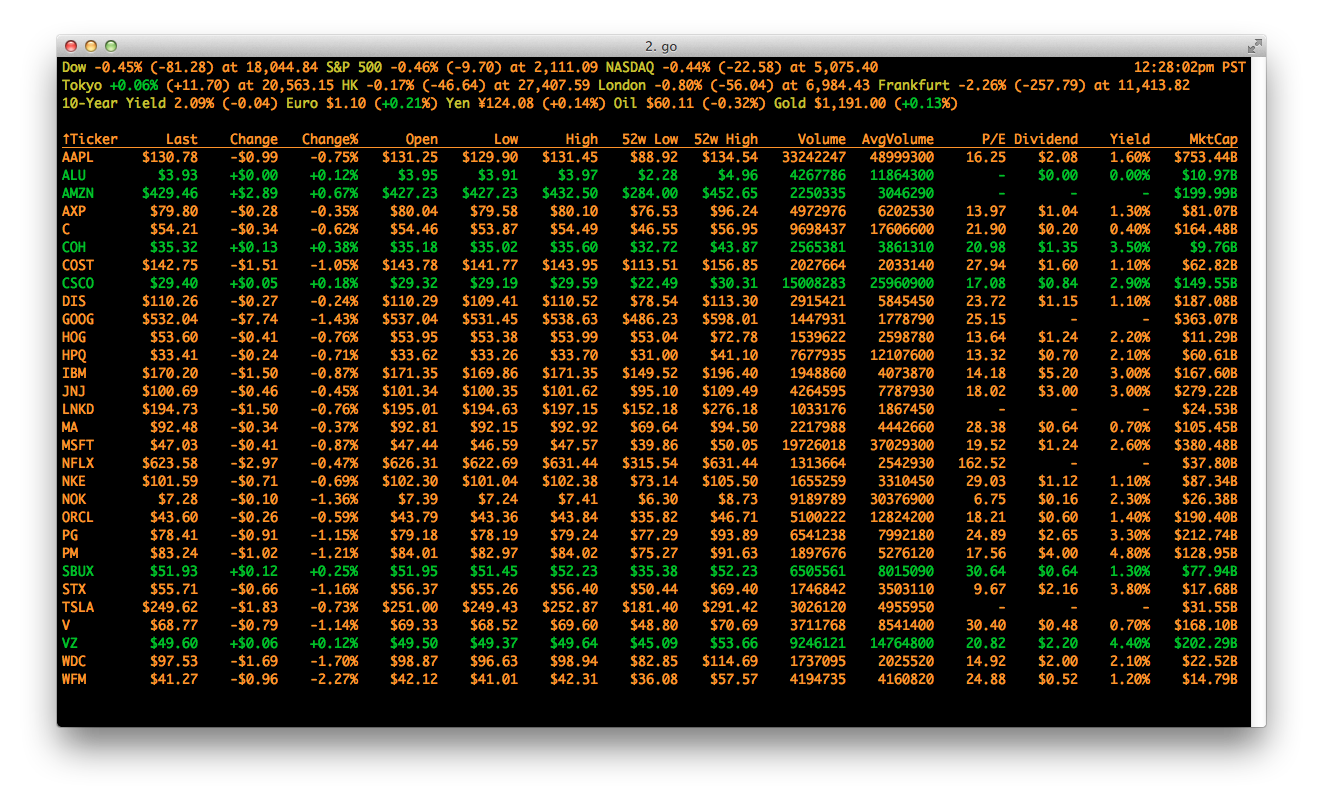 2. go
Dow -0.45% (-81.28) at 18,044.84 S&P 500 -0.46% (-9.70) at 2,111.09 NASDAQ -0.44% (-22.58) at 5,075.40 12:28:02pm PST
Tokyo +0.06% (+11.70) at 20,563.15 HK -0.17% (-46.64) at 27,407.59 London -0.80% (-56.04) at 6,984.43 Frankfurt -2.26% (-257.79) at 11,413.82
10-Year Yield 2.09% (-0.04) Euro $1.10 (+0.21%) Yen ¥124.08 (+0.14%) Oil $60.11 (-0.32%) Gold $1,191.00 (+0.13%)
↑Ticker Last Change Change% Open Low High 52w Low 52w High Volume AvgVolume P/E Dividend Yield MktCap
AAPL $130.78 -$0.99 -0.75% $131.25 $129.90 $131.45 $88.92 $134.54 33242247 48999300 16.25 $2.08 1.60% $753.44B
ALU $3.93 +$0.00 +0.12% $3.95 $3.91 $3.97 $2.28 $4.96 4267786 11864300 - $0.00 0.00% $10.97B
AMZN $429.46 +$2.89 +0.67% $427.23 $427.23 $432.50 $284.00 $452.65 2250335 3046290 - - - $199.99B
AXP $79.80 -$0.28 -0.35% $80.04 $79.58 $80.10 $76.53 $96.24 4972976 6202530 13.97 $1.04 1.30% $81.07B
C $54.21 -$0.34 -0.62% $54.46 $53.87 $54.49 $46.55 $56.95 9698437 17606600 21.90 $0.20 0.40% $164.48B
COH $35.32 +$0.13 +0.38% $35.18 $35.02 $35.60 $32.72 $43.87 2565381 3861310 20.98 $1.35 3.50% $9.76B
COST $142.75 -$1.51 -1.05% $143.78 $141.77 $143.95 $113.51 $156.85 2027664 2033140 27.94 $1.60 1.10% $62.82B
CSCO $29.40 +$0.05 +0.18% $29.32 $29.19 $29.59 $22.49 $30.31 15008283 25960900 17.08 $0.84 2.90% $149.55B
DIS $110.26 -$0.27 -0.24% $110.29 $109.41 $110.52 $78.54 $113.30 2915421 5845450 23.72 $1.15 1.10% $187.08B
GOOG $532.04 -$7.74 -1.43% $537.04 $531.45 $538.63 $486.23 $598.01 1447931 1778790 25.15 - - $363.07B
HOG $53.60 -$0.41 -0.76% $53.95 $53.38 $53.99 $53.04 $72.78 1539622 2598780 13.64 $1.24 2.20% $11.29B
HPQ $33.41 -$0.24 -0.71% $33.62 $33.26 $33.70 $31.00 $41.10 7677935 12107600 13.32 $0.70 2.10% $60.61B
IBM $170.20 -$1.50 -0.87% $171.35 $169.86 $171.35 $149.52 $196.40 1948860 4073870 14.18 $5.20 3.00% $167.60B
JNJ $100.69 -$0.46 -0.45% $101.34 $100.35 $101.62 $95.10 $109.49 4264595 7787930 18.02 $3.00 3.00% $279.22B
LNKD $194.73 -$1.50 -0.76% $195.01 $194.63 $197.15 $152.18 $276.18 1033176 1867450 - - - $24.53B
MA $92.48 -$0.34 -0.37% $92.81 $92.15 $92.92 $69.64 $94.50 2217988 4442660 28.38 $0.64 0.70% $105.45B
MSFT $47.03 -$0.41 -0.87% $47.44 $46.59 $47.57 $39.86 $50.05 19726018 37029300 19.52 $1.24 2.60% $380.48B
NFLX $623.58 -$2.97 -0.47% $626.31 $622.69 $631.44 $315.54 $631.44 1313664 2542930 162.52 - - $37.80B
NKE $101.59 -$0.71 -0.69% $102.30 $101.04 $102.38 $73.14 $105.50 1655259 3310450 29.03 $1.12 1.10% $87.34B
NOK $7.28 -$0.10 -1.36% $7.39 $7.24 $7.41 $6.30 $8.73 9189789 30376900 6.75 $0.16 2.30% $26.38B
ORCL $43.60 -$0.26 -0.59% $43.79 $43.36 $43.84 $35.82 $46.71 5100222 12824200 18.21 $0.60 1.40% $190.40B
PG $78.41 -$0.91 -1.15% $79.18 $78.19 $79.24 $77.29 $93.89 6541238 7992180 24.89 $2.65 3.30% $212.74B
PM $83.24 -$1.02 -1.21% $84.01 $82.97 $84.02 $75.27 $91.63 1897676 5276120 17.56 $4.00 4.80% $128.95B
SBUX $51.93 +$0.12 +0.25% $51.95 $51.45 $52.23 $35.38 $52.23 6505561 8015090 30.64 $0.64 1.30% $77.94B
STX $55.71 -$0.66 -1.16% $56.37 $55.26 $56.40 $50.44 $69.40 1746842 3503110 9.67 $2.16 3.80% $17.68B
TSLA $249.62 -$1.83 -0.73% $251.00 $249.43 $252.87 $181.40 $291.42 3026120 4955950 - - - $31.55B
V $68.77 -$0.79 -1.14% $69.33 $68.52 $69.60 $48.80 $70.69 3711768 8541400 30.40 $0.48 0.70% $168.10B
VZ $49.60 +$0.06 +0.12% $49.50 $49.37 $49.64 $45.09 $53.66 9246121 14764800 20.82 $2.20 4.40% $202.29B
WDC $97.53 -$1.69 -1.70% $98.87 $96.63 $98.94 $82.85 $114.69 1737095 2025520 14.92 $2.00 2.10% $22.52B
WFM $41.27 -$0.96 -2.27% $42.12 $41.01 $42.31 $36.08 $57.57 4194735 4160820 24.88 $0.52 1.20% $14.79B